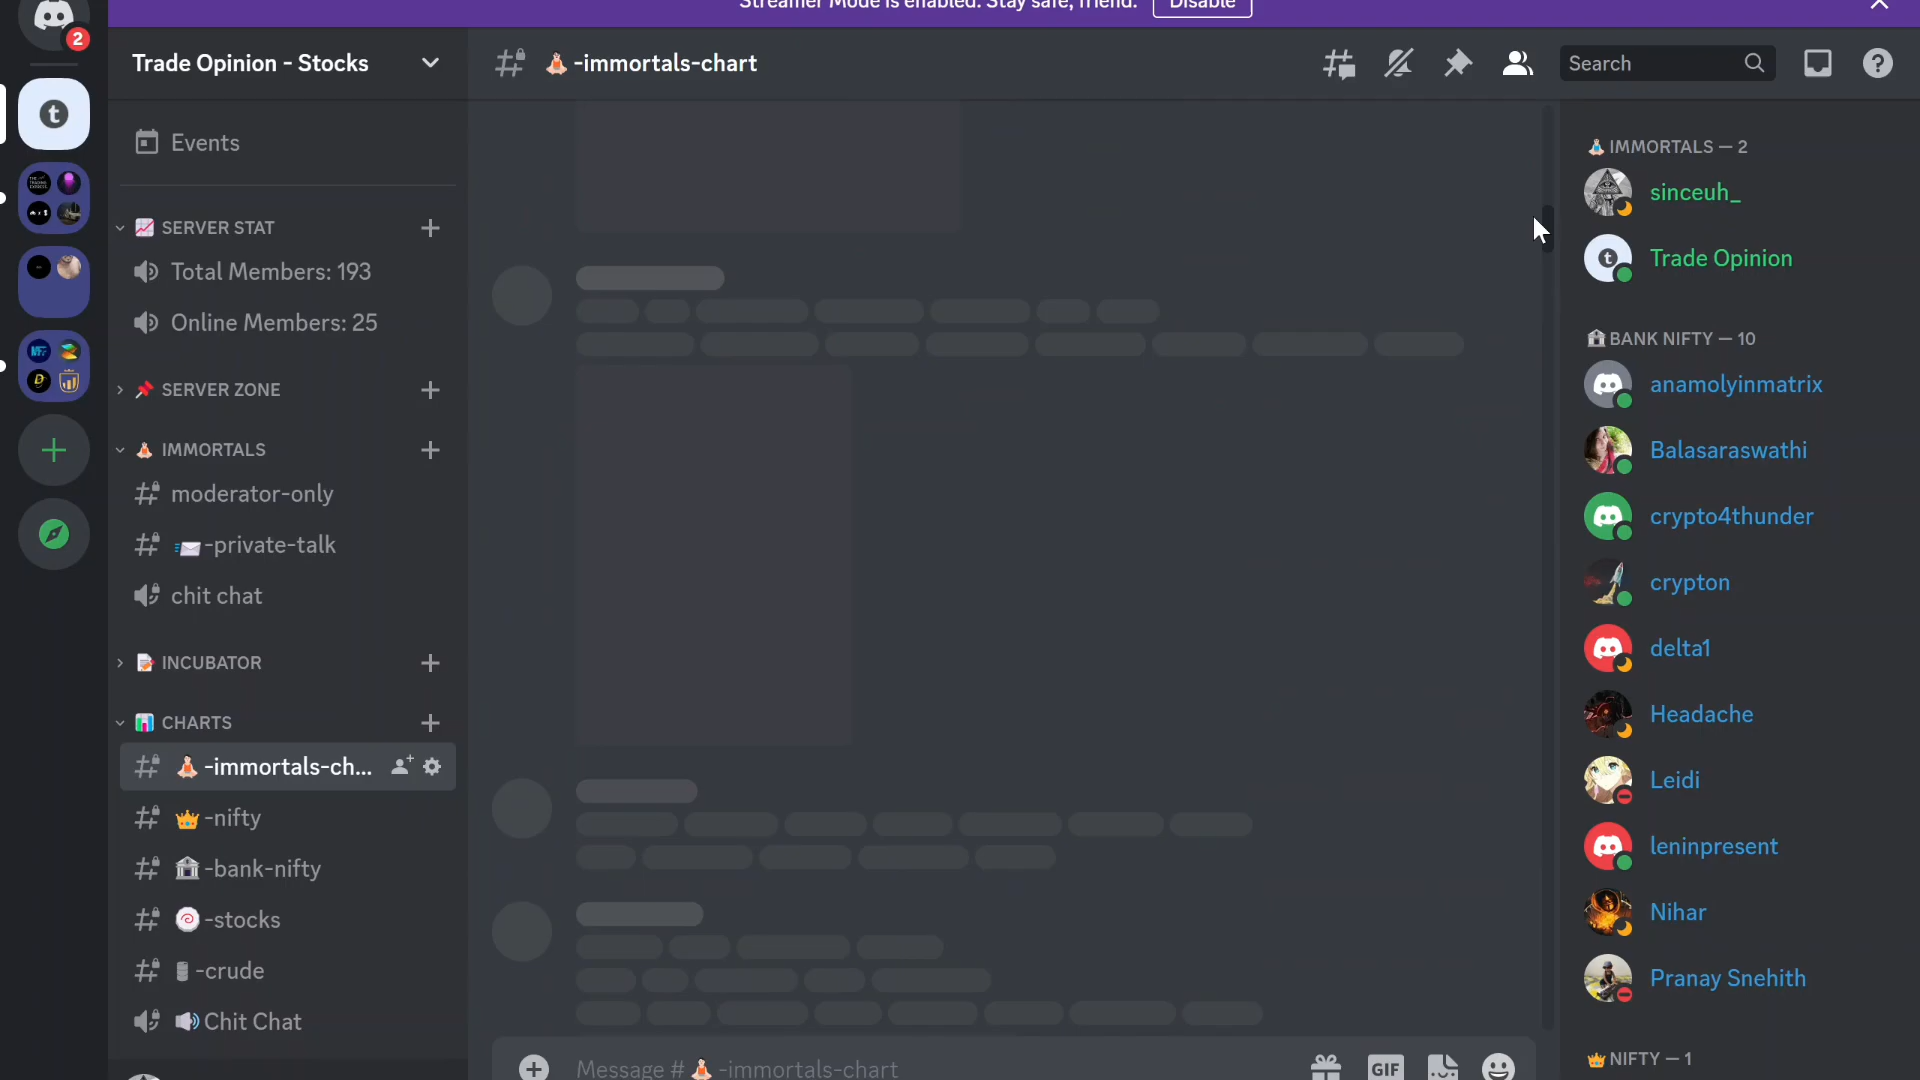 Streamer Mode is enabled. Stay safe, friend.
Disable
2
Trade Opinion - Stocks
-immortals-chart
Search
Events
SERVER STAT
Total Members: 193
Online Members: 25
SERVER ZONE
IMMORTALS
moderator-only
-private-talk
chit chat
INCUBATOR
CHARTS
-immortals-ch...
-nifty
-bank-nifty
-stocks
-crude
Chit Chat
Message # -immortals-chart
GIF
IMMORTALS — 2
sinceuh_
Trade Opinion
BANK NIFTY — 10
anamolyinmatrix
Balasaraswathi
crypto4thunder
crypton
delta1
Headache
Leidi
leninpresent
Nihar
Pranay Snehith
NIFTY — 1